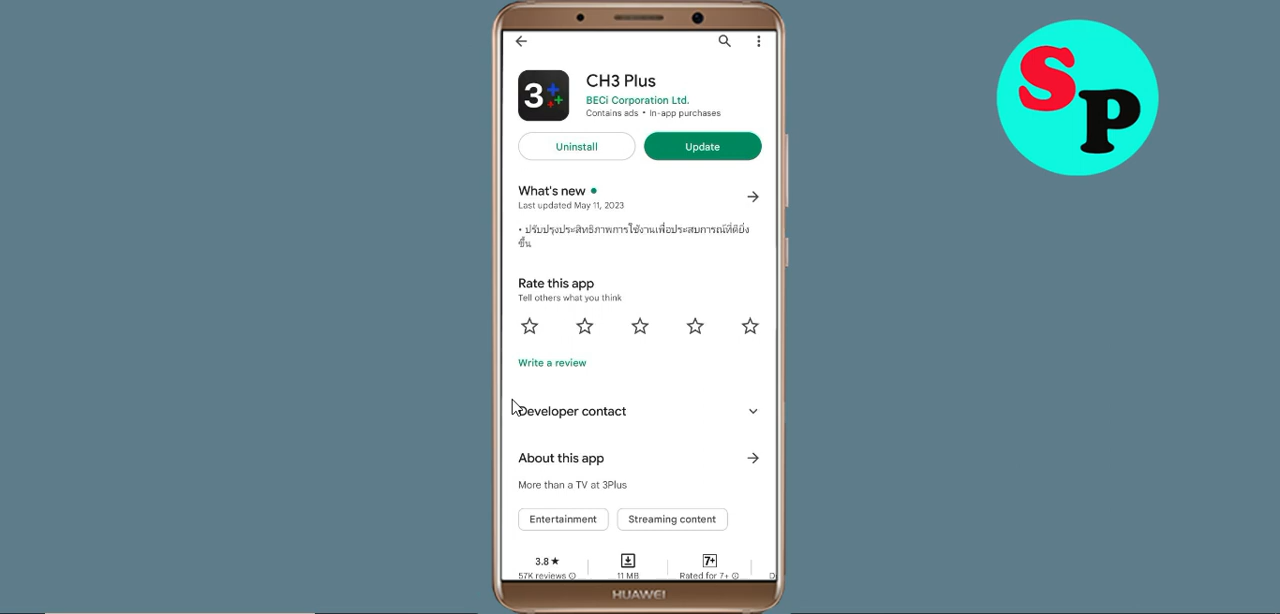 CH3 Plus
3
BECi Corporation Ltd.
Contains ads • In-app purchases
Uninstall
Update
What's new
Last updated May 11, 2023
• ปรับปรุงประสิทธิภาพการใช้งานเพื่อประสบการณ์ที่ดียิ่ง
ขึ้น
Rate this app
Tell others what you think
Write a review
Developer contact
About this app
More than a TV at 3Plus
Entertainment
Streaming content
3.8★
7+
57K reviews
11 MB
Rated for 7+
D
HUAWEI
SP